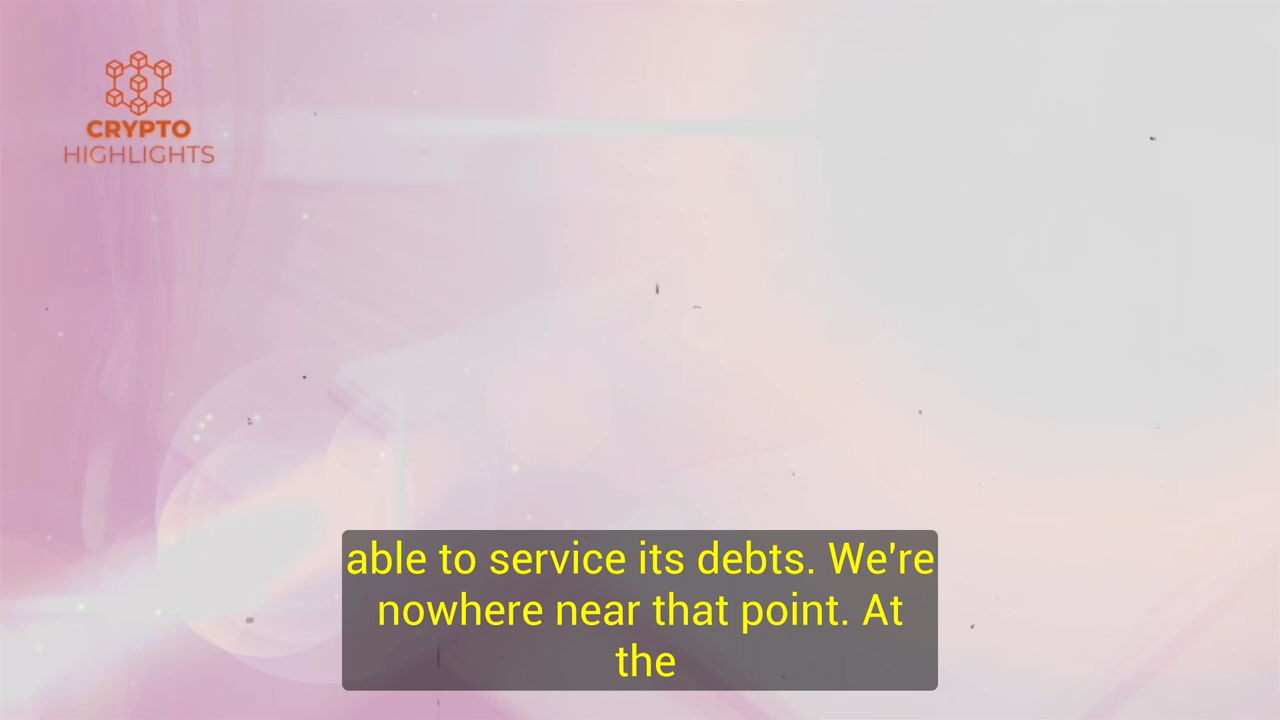 CRYPTO
HIGHLIGHTS
able to service its debts. We're
nowhere near that point. At
the